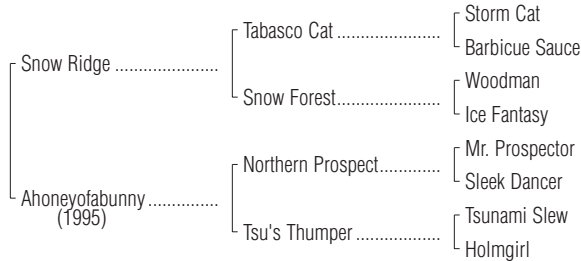 Storm Cat
Tabasco Cat ........................
Barbicue Sauce
Snow Ridge ........................
Woodman
Snow Forest........................
Ice Fantasy
Mr. Prospector
Northern Prospect..............
Sleek Dancer
Ahoneyofabunny ................
(1995)
Tsunami Slew
Tsu's Thumper ....................
Holmgirl